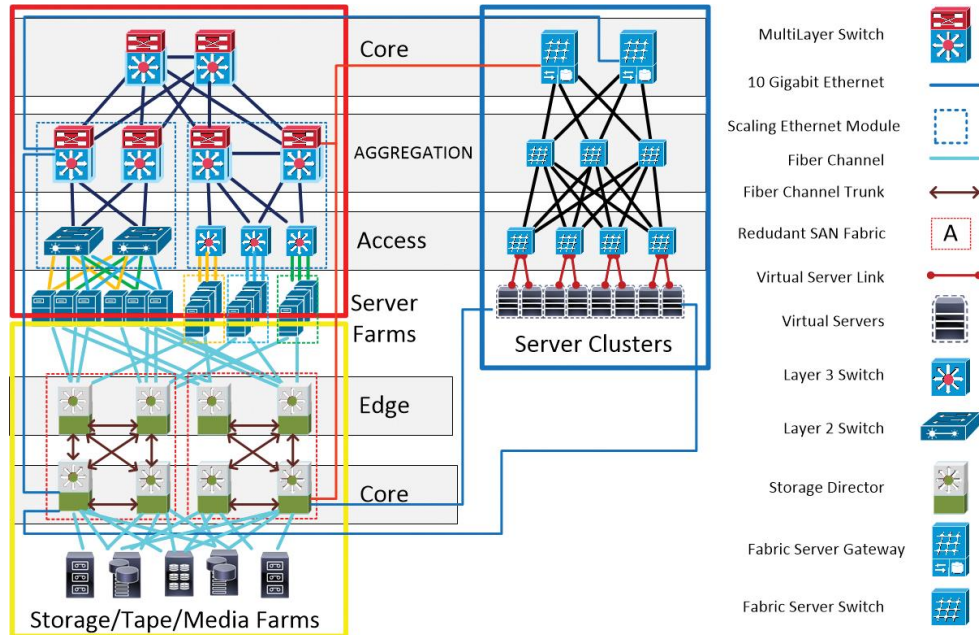 Core
AGGREGATION
Access
Server
Farms
Server Clusters
Edge
Core
Storage/Tape/Media Farms
MultiLayer Switch
10 Gigabit Ethernet
Scaling Ethernet Module
Fiber Channel
Fiber Channel Trunk
Redudant SAN Fabric
A
Virtual Server Link
Virtual Servers
Layer 3 Switch
Layer 2 Switch
Storage Director
Fabric Server Gateway
Fabric Server Switch